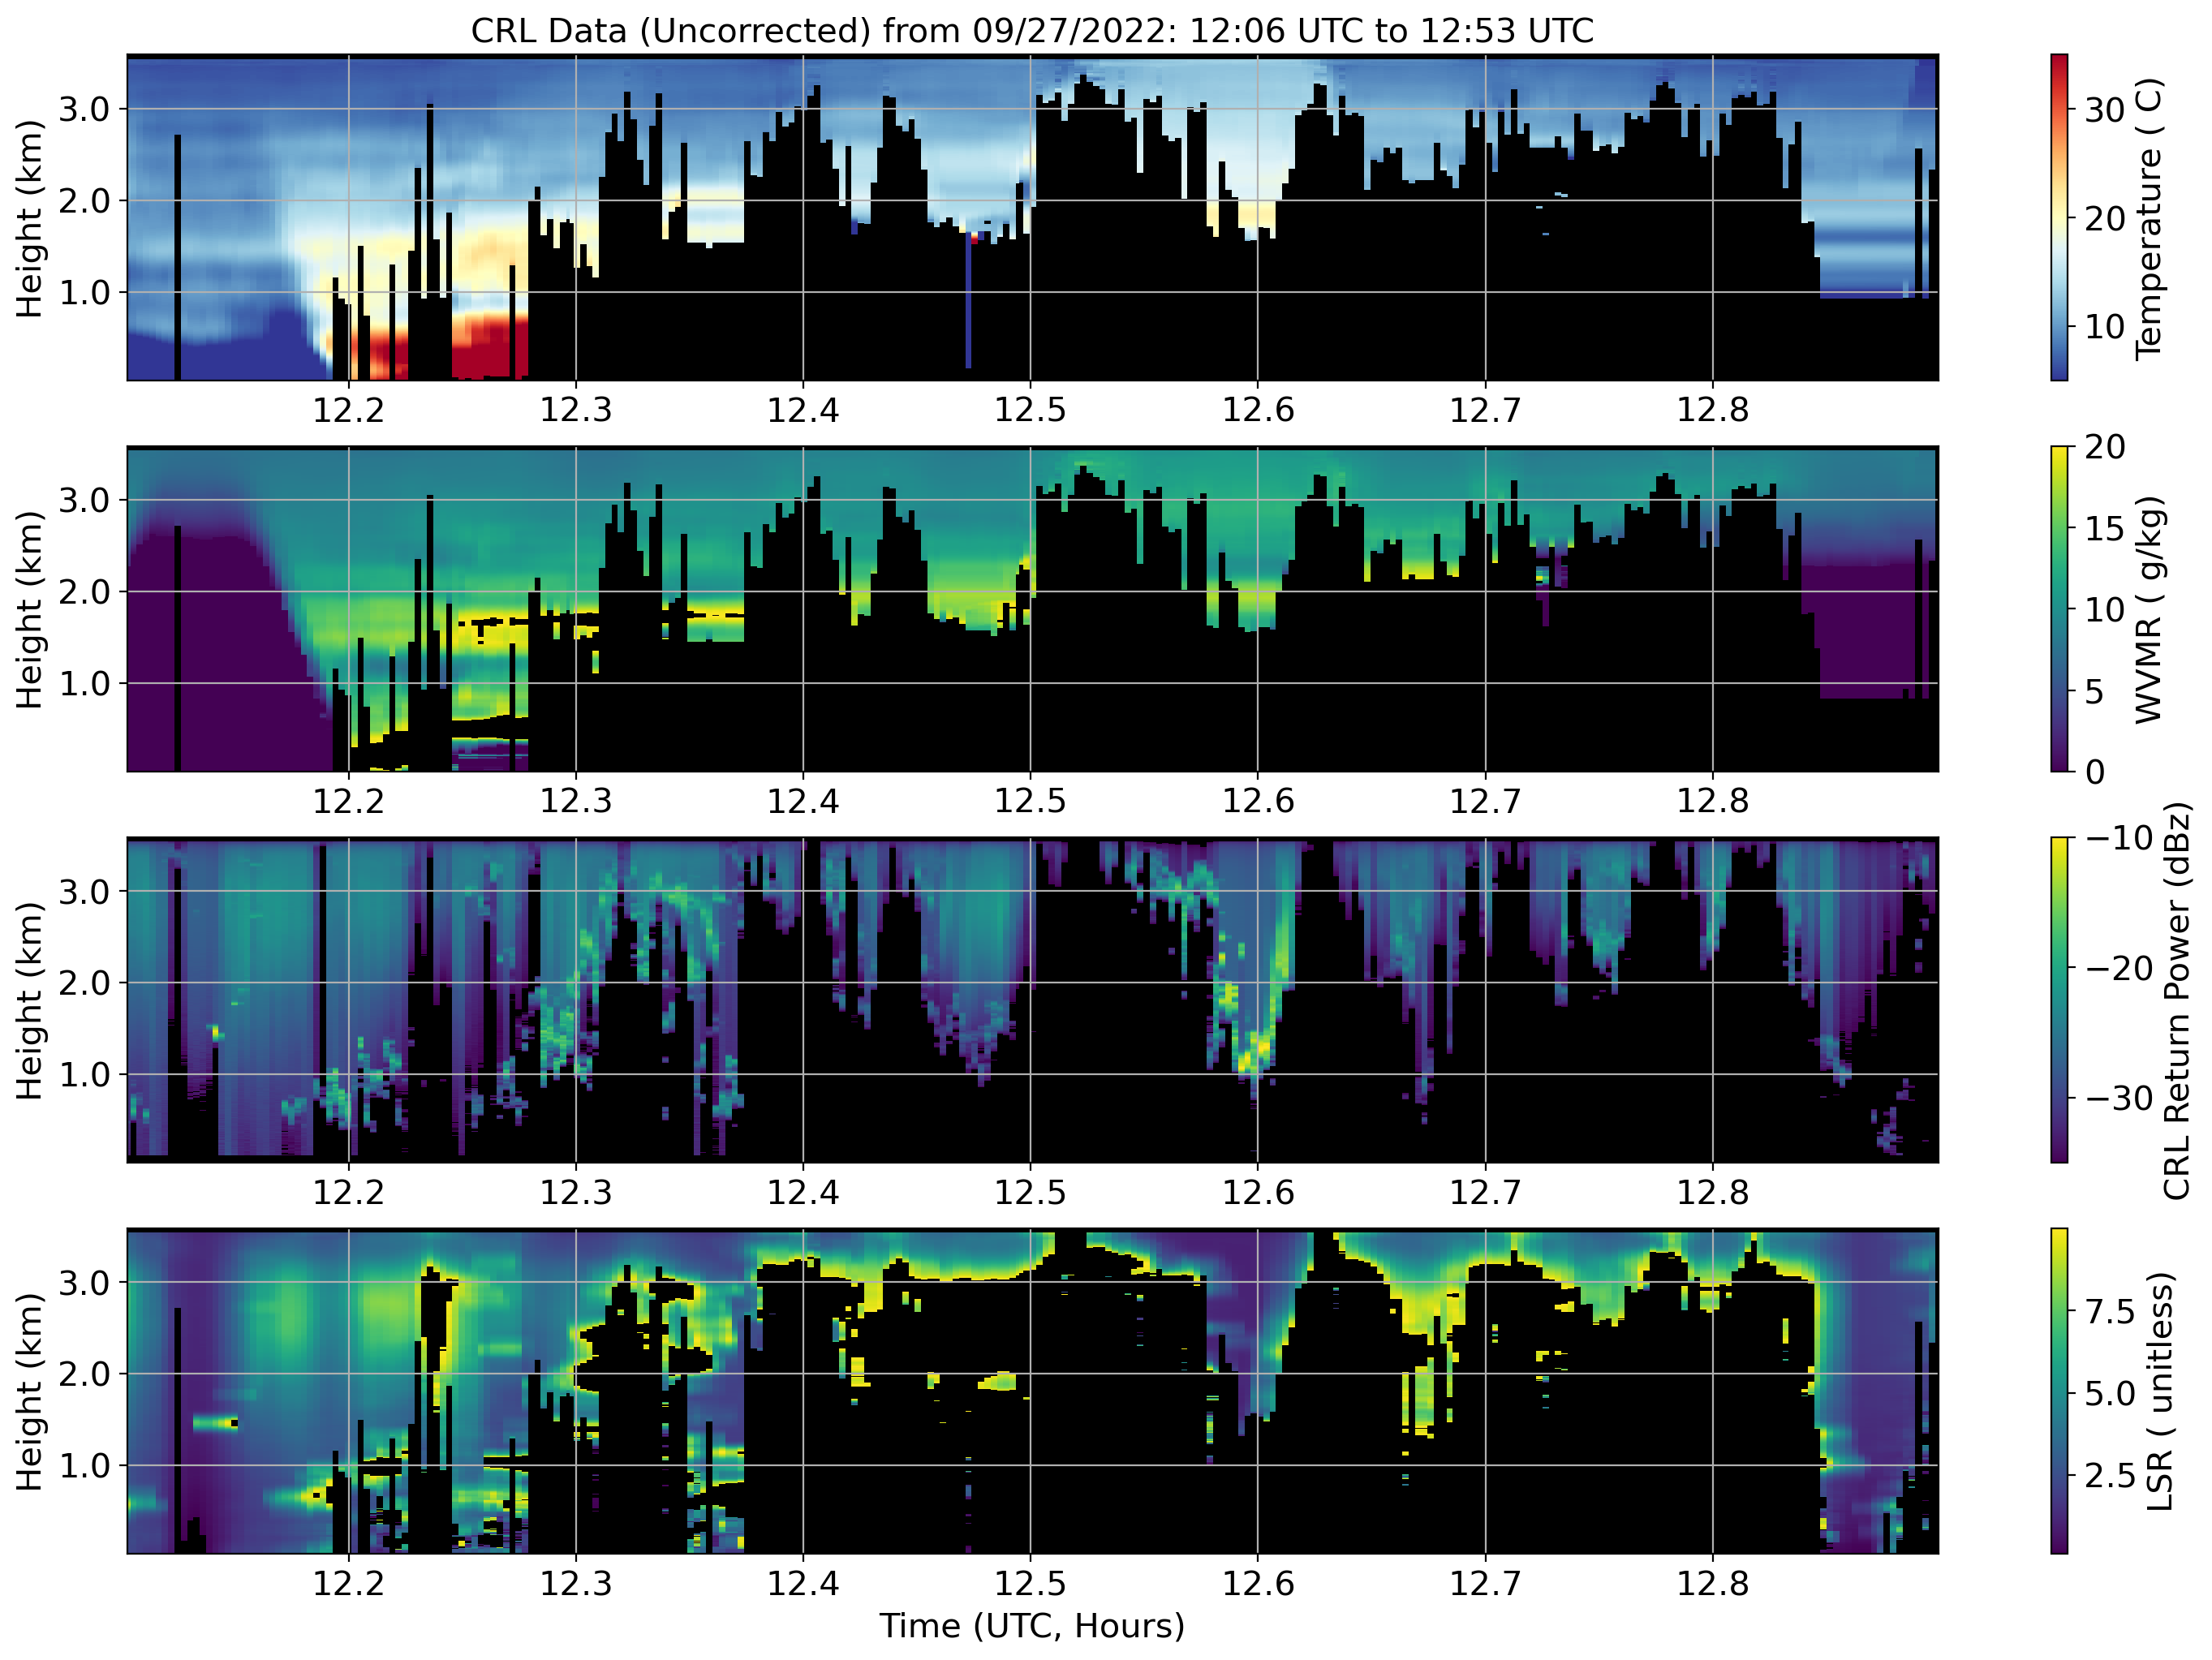 CRL Data (Uncorrected) from 09/27/2022: 12:06 UTC to 12:53 UTC
Height (km)
3.0
2.0
1.0
12.2 12.3 12.4 12.5 12.6 12.7 12.8
30
20
10
Temperature ( C)
Height (km)
3.0
2.0
1.0
12.2 12.3 12.4 12.5 12.6 12.7 12.8
20
15
10
5
0
WVMR ( g/kg)
Height (km)
3.0
2.0
1.0
12.2 12.3 12.4 12.5 12.6 12.7 12.8
−10
−20
−30
CRL Return Power (dBz)
Height (km)
3.0
2.0
1.0
12.2 12.3 12.4 12.5 12.6 12.7 12.8
7.5
5.0
2.5
LSR ( unitless)
Time (UTC, Hours)